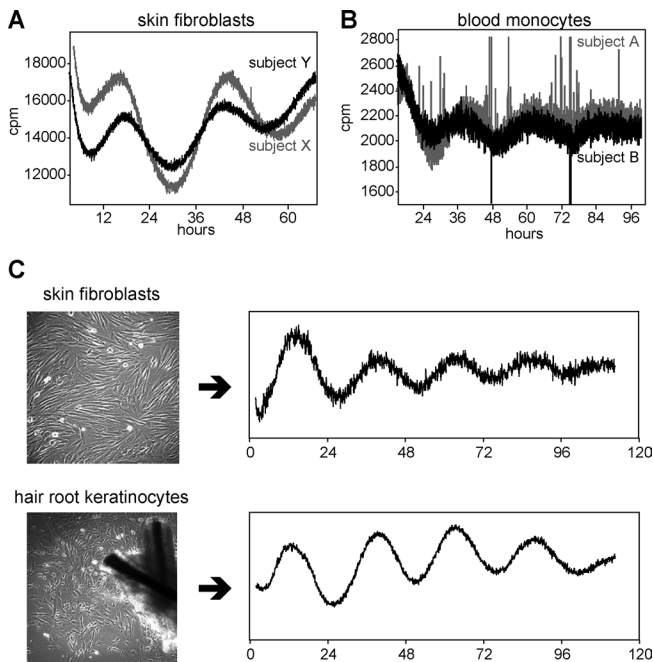 A
skin fibroblasts
cpm
18000
16000
14000
12000
subject Y
subject X
12 24 36 48 60
hours
B
blood monocytes
cpm
2800
2600
2400
2200
2000
1800
1600
subject A
subject B
24 36 48 60 72 84 96
hours
C
skin fibroblasts
0 24 48 72 96 120
hair root keratinocytes
0 24 48 72 96 120